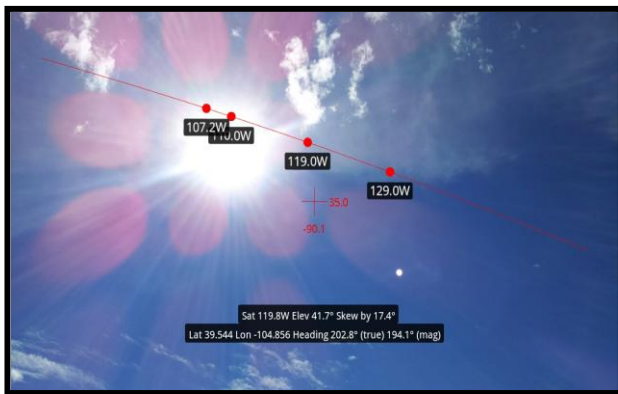 107.2W
110.0W
119.0W
129.0W
35.0
-90.1
Sat 119.8W Elev 41.7° Skew by 17.4°
Lat 39.544 Lon -104.856 Heading 202.8° (true) 194.1° (mag)